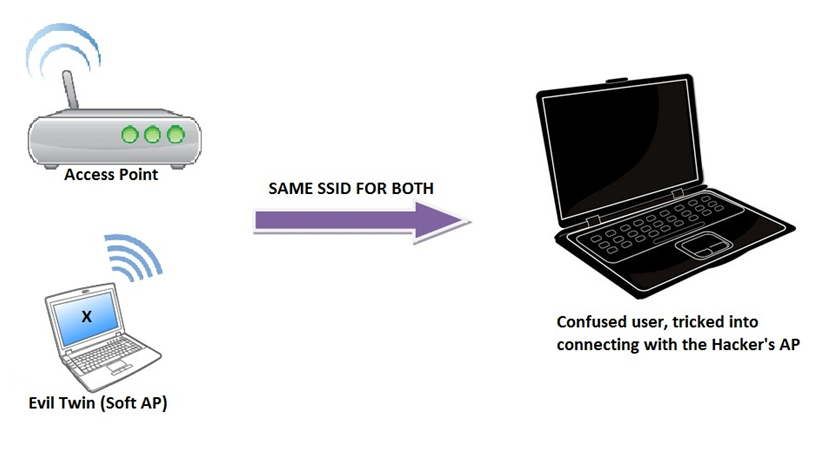 Access Point
SAME SSID FOR BOTH
X
Evil Twin (Soft AP)
Confused user, tricked into
connecting with the Hacker's AP